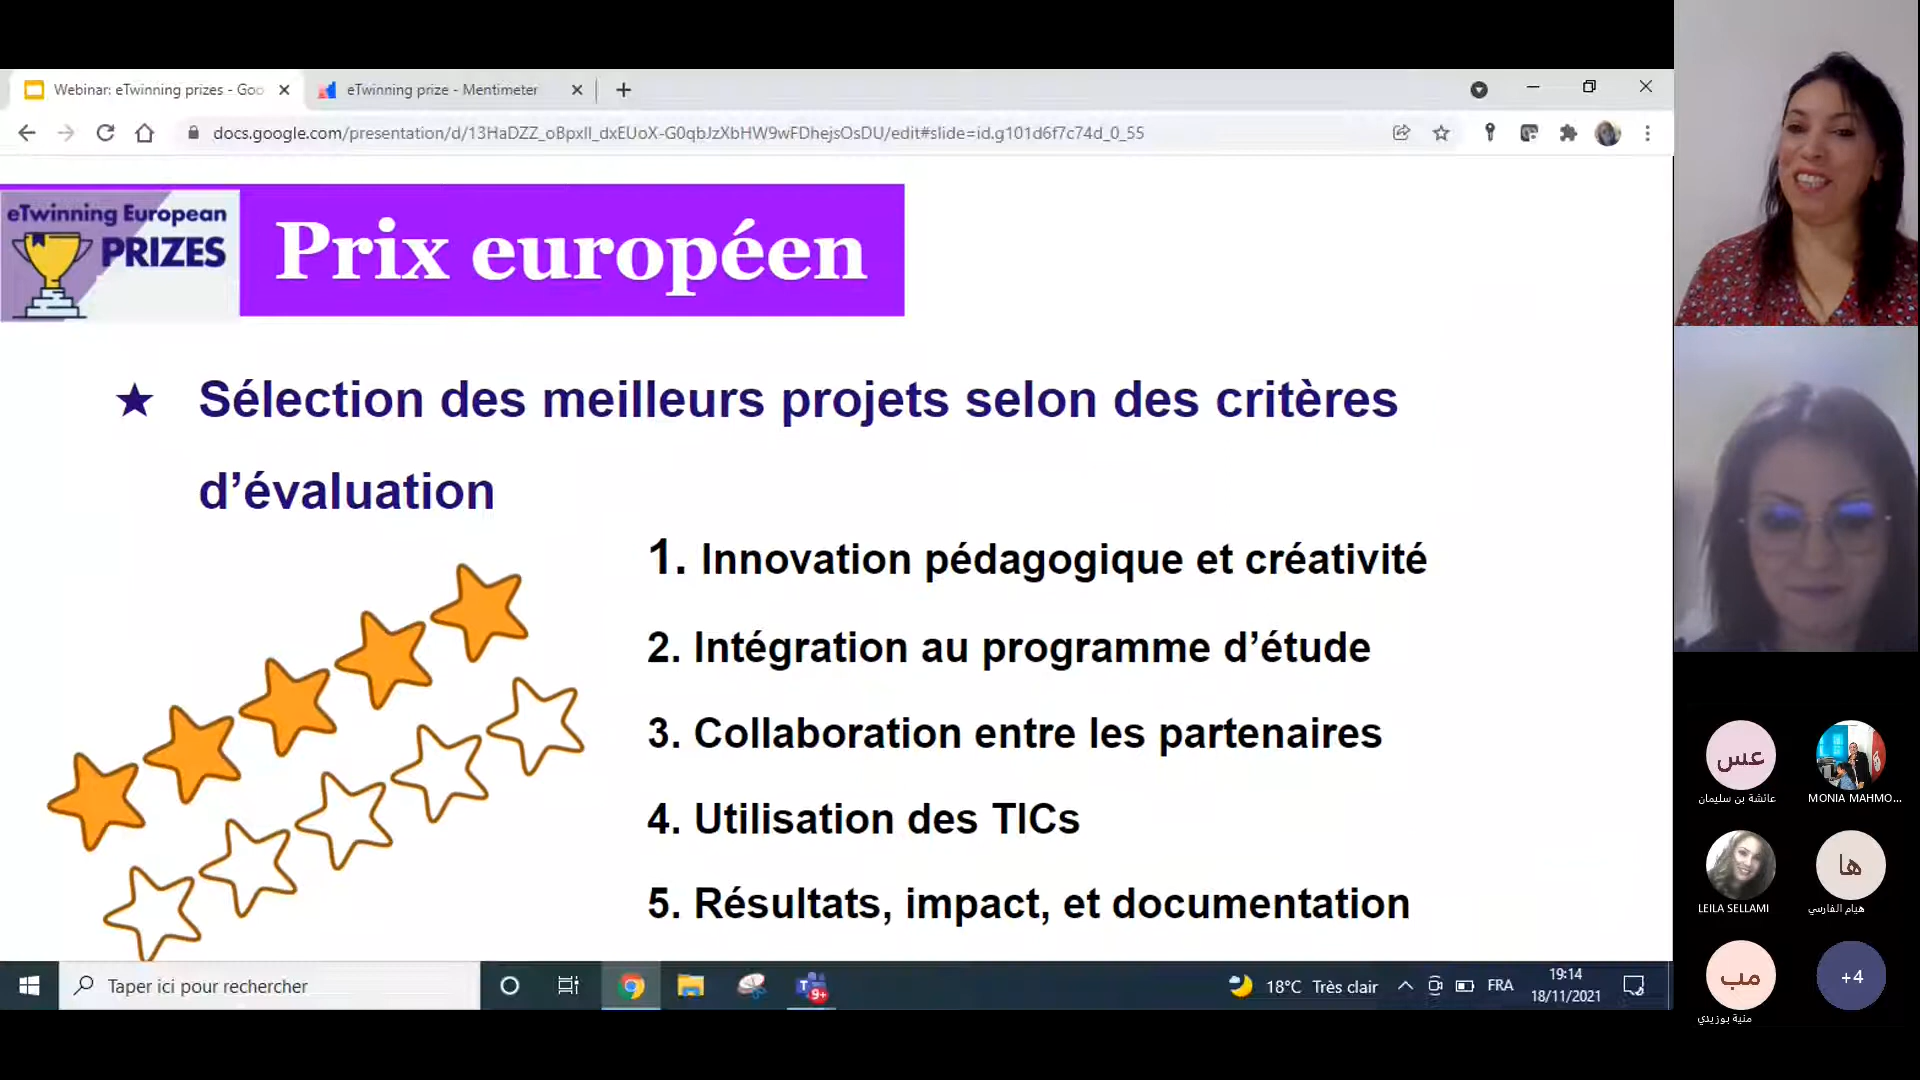 Webinar: eTwinning prizes - Goo
eTwinning prize - Mentimeter
docs.google.com/presentation/d/13HaDZZ_oBpxII_dxEUoX-G0qbJzXbHW9wFDhejsOsDU/edit#slide=id.g101d6f7c74d_0_55
eTwinning European
PRIZES
Prix européen
★ Sélection des meilleurs projets selon des critères
d’évaluation
1. Innovation pédagogique et créativité
2. Intégration au programme d’étude
3. Collaboration entre les partenaires
4. Utilisation des TICs
5. Résultats, impact, et documentation
عس
عائشة بن سليمان
MONIA MAHMO...
LEILA SELLAMI
ها
هيام الفارسي
مب
منية بوزيدي
+4
Taper ici pour rechercher
9+
18°C Très clair
FRA
19:14
18/11/2021